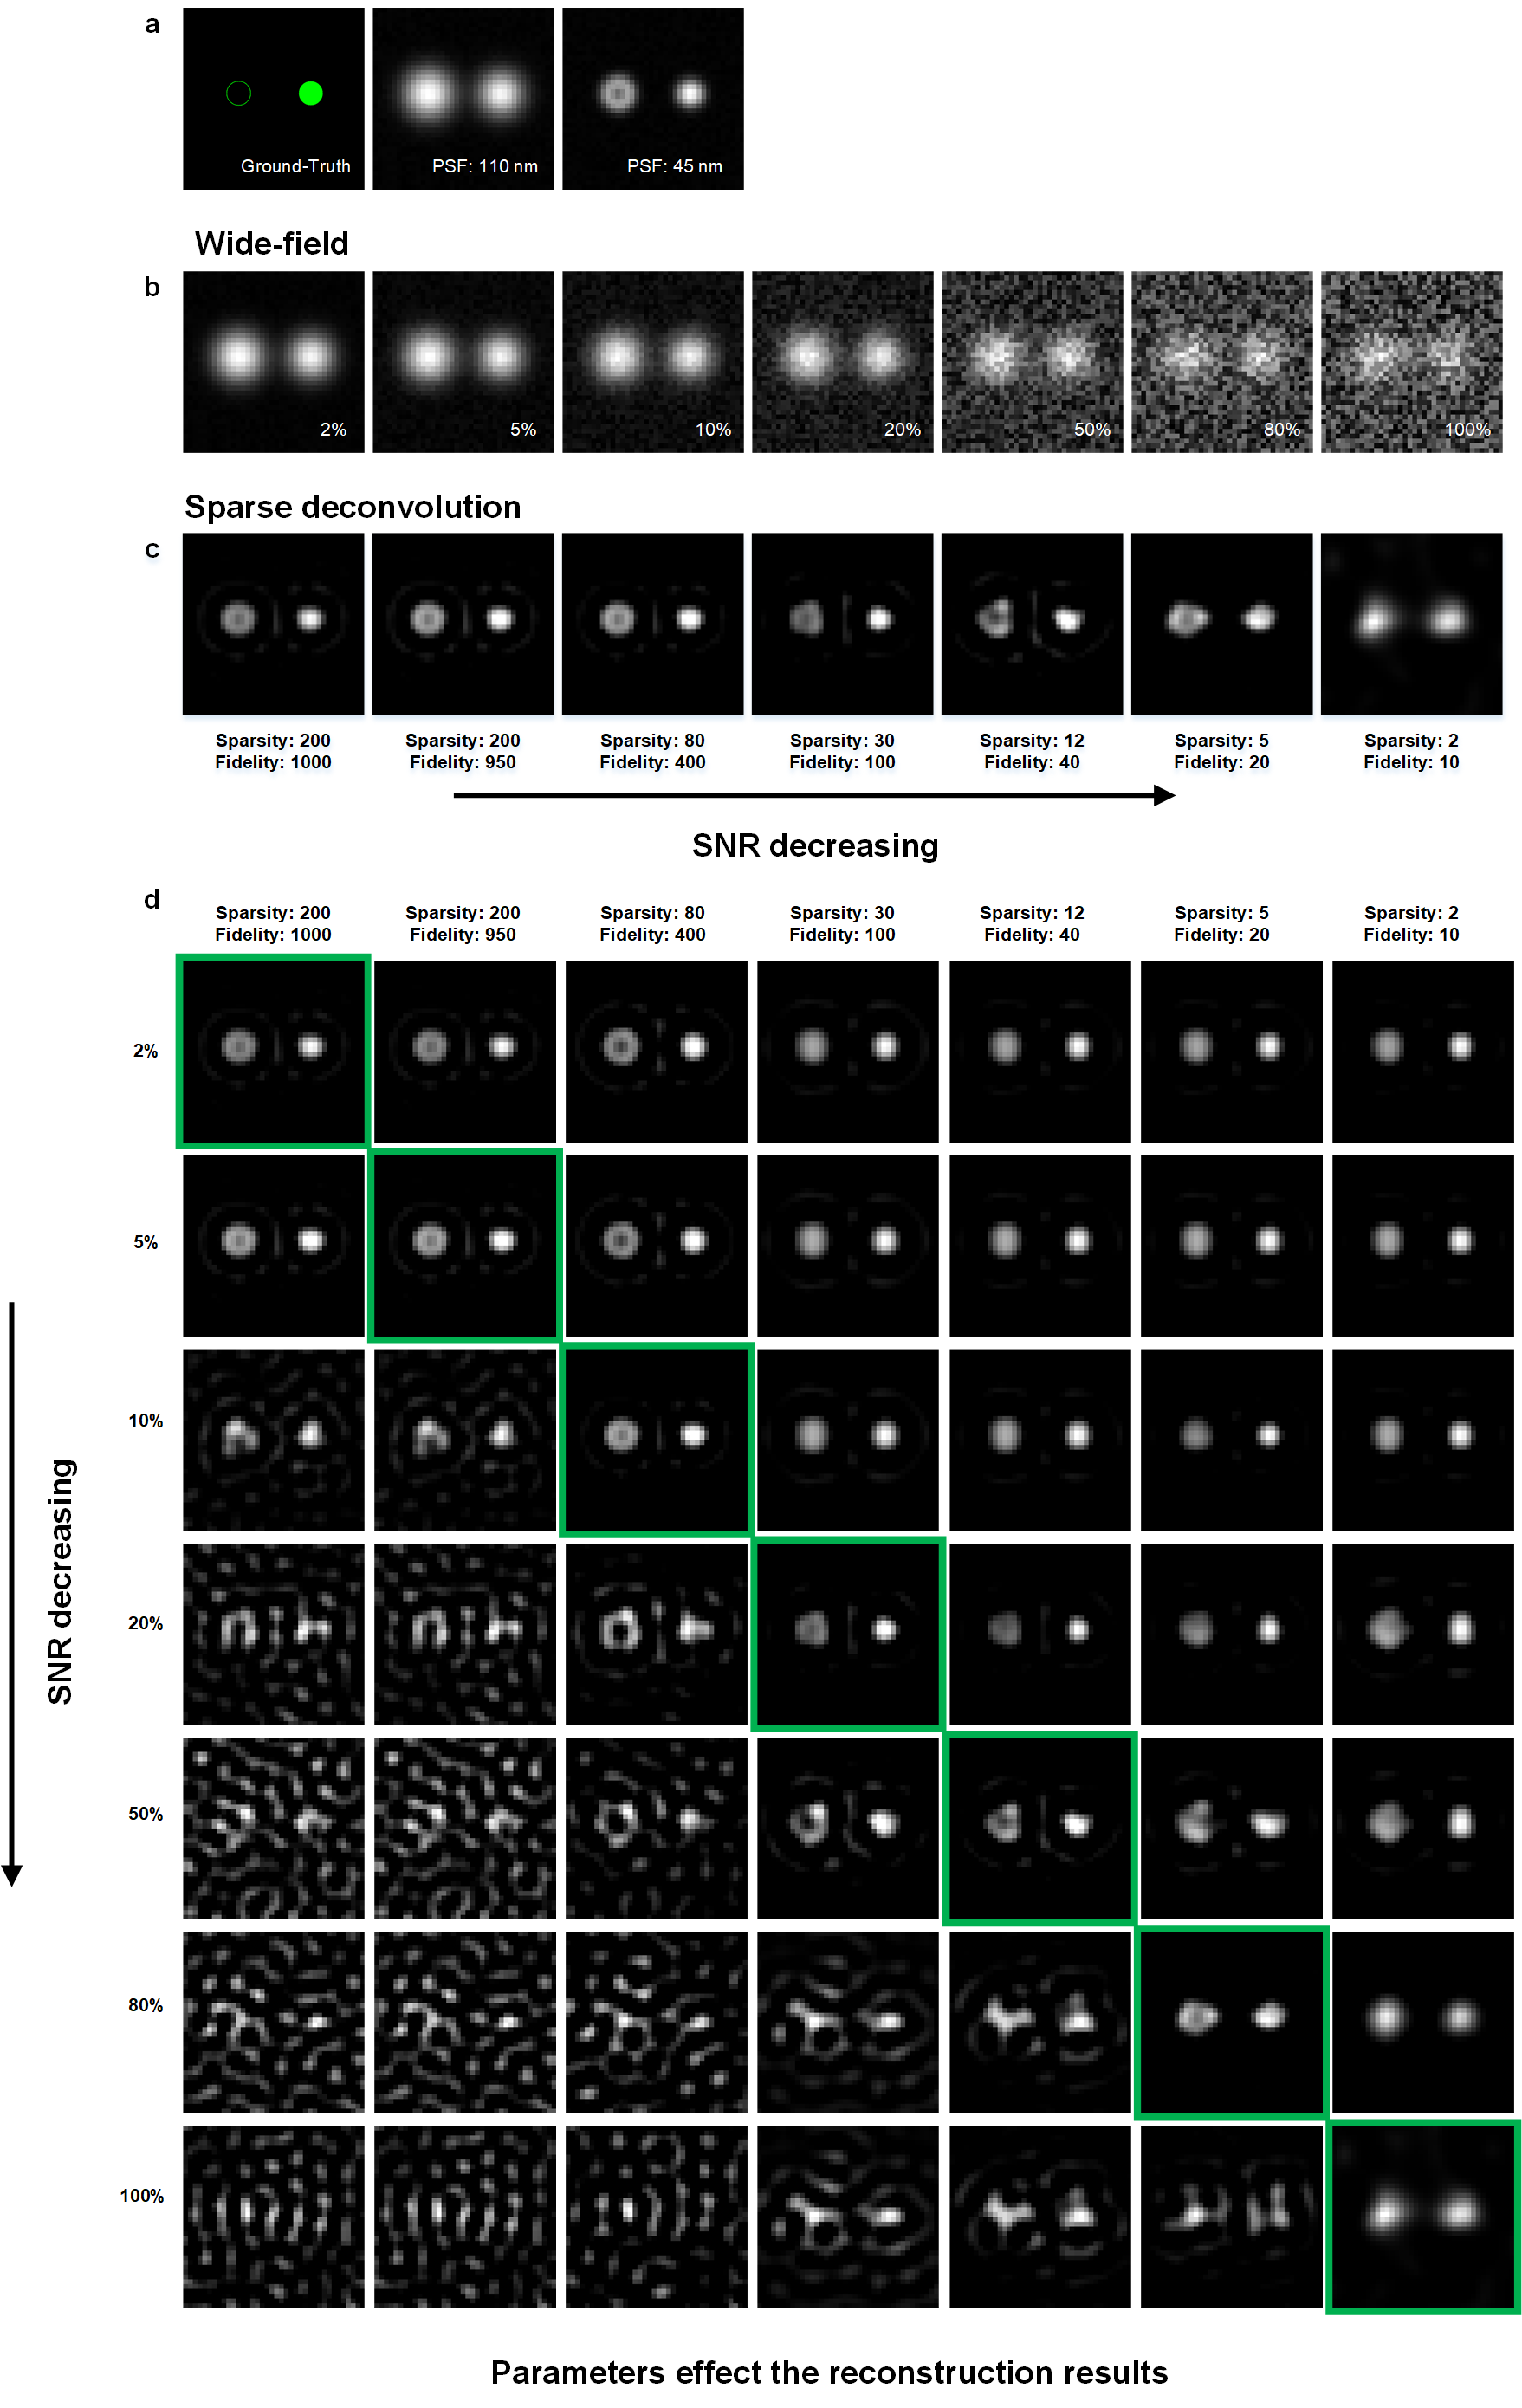 a
Ground-Truth
PSF: 110 nm
PSF: 45 nm
Wide-field
b
2%
5%
10%
20%
50%
80%
100%
Sparse deconvolution
c
Sparsity: 200
Fidelity: 1000
Sparsity: 200
Fidelity: 950
Sparsity: 80
Fidelity: 400
Sparsity: 30
Fidelity: 100
Sparsity: 12
Fidelity: 40
Sparsity: 5
Fidelity: 20
Sparsity: 2
Fidelity: 10
SNR decreasing
d
Sparsity: 200
Fidelity: 1000
Sparsity: 200
Fidelity: 950
Sparsity: 80
Fidelity: 400
Sparsity: 30
Fidelity: 100
Sparsity: 12
Fidelity: 40
Sparsity: 5
Fidelity: 20
Sparsity: 2
Fidelity: 10
2%
5%
10%
20%
50%
80%
100%
SNR decreasing
Parameters effect the reconstruction results